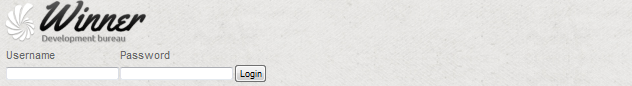 Winner
Development bureau
Username Password
Login